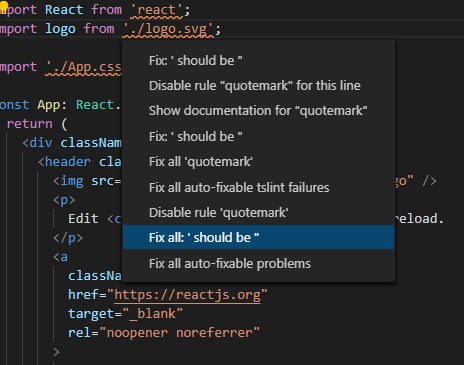 mport React from 'react';
mport logo from './logo.svg';
mport './App.css
Fix: ' should be "
Disable rule "quotemark" for this line
Show documentation for "quotemark"
Fix: ' should be "
Fix all 'quotemark'
Fix all auto-fixable tslint failures
Disable rule 'quotemark'
Fix all: ' should be "
Fix all auto-fixable problems
onst App: React.
return (
<div classNam
<header cla
<img src= go" />
<p>
Edit <c reload.
</p>
<a
classNa
href="https://reactjs.org"
target="_blank"
rel="noopener noreferrer"
>